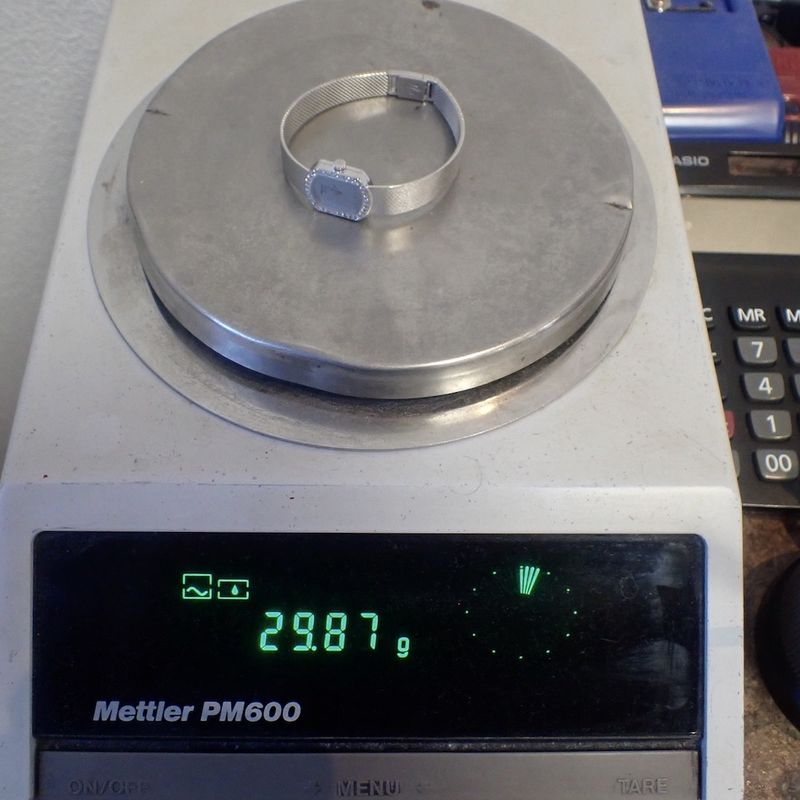 ASIO
C MR M
7
4
1
00
29.87 g
Mettler PM600
ON/OFF MENU TARE